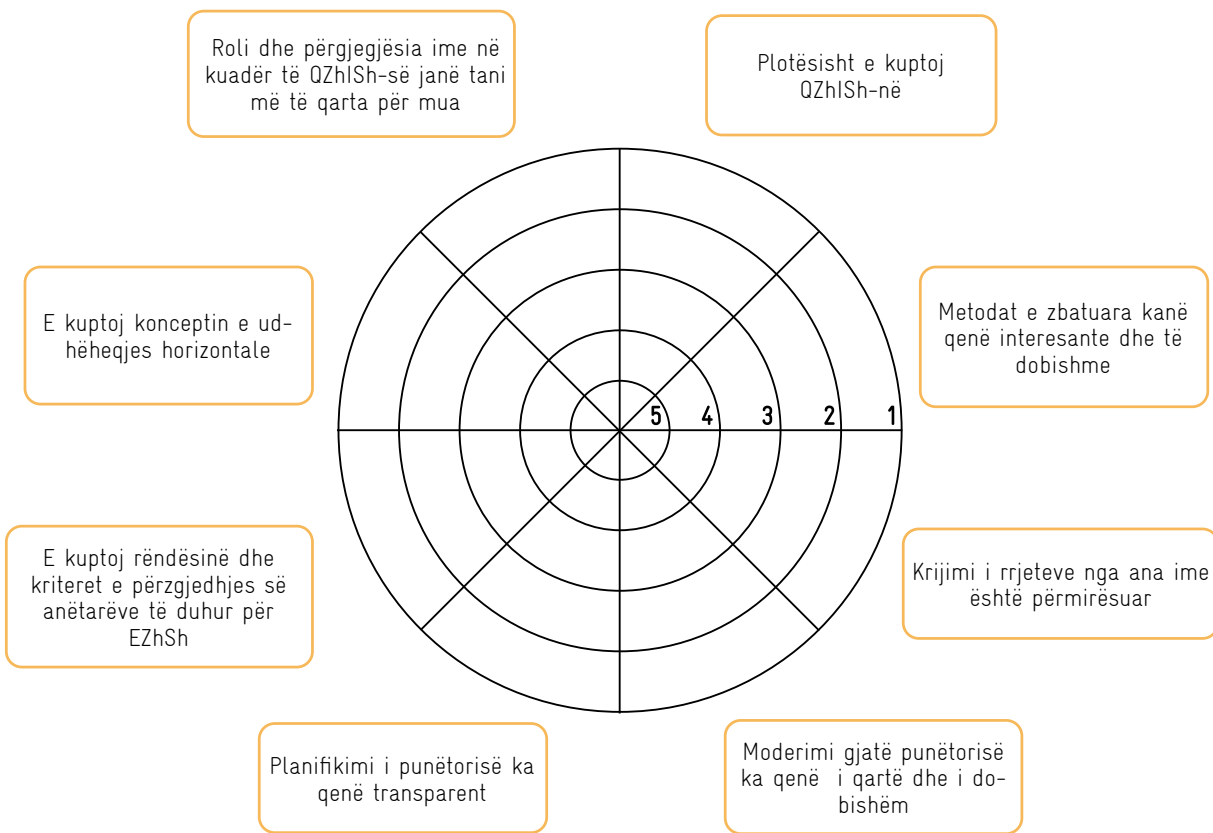 Roli dhe përgjegjësia ime në
kuadër të QZhISh-së janë tani
më të qarta për mua
Plotësisht e kuptoj
QZhISh-në
E kuptoj konceptin e ud-
hëheqjes horizontale
Metodat e zbatuara kanë
qenë interesante dhe të
dobishme
5 4 3 2 1
E kuptoj rëndësinë dhe
kriteret e përzgjedhjes së
anëtarëve të duhur për
EZhSh
Krijimi i rrjeteve nga ana ime
është përmirësuar
Planifikimi i punëtorisë ka
qenë transparent
Moderimi gjatë punëtorisë
ka qenë i qartë dhe i do-
bishëm